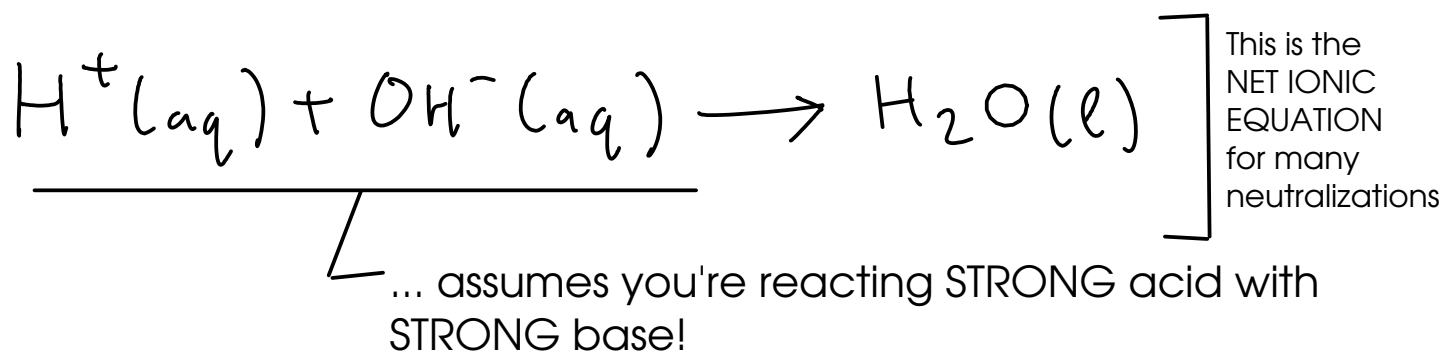 H⁺(aq) + OH⁻(aq) → H₂O(l)
This is the
NET IONIC
EQUATION
for many
neutralizations
... assumes you're reacting STRONG acid with
STRONG base!